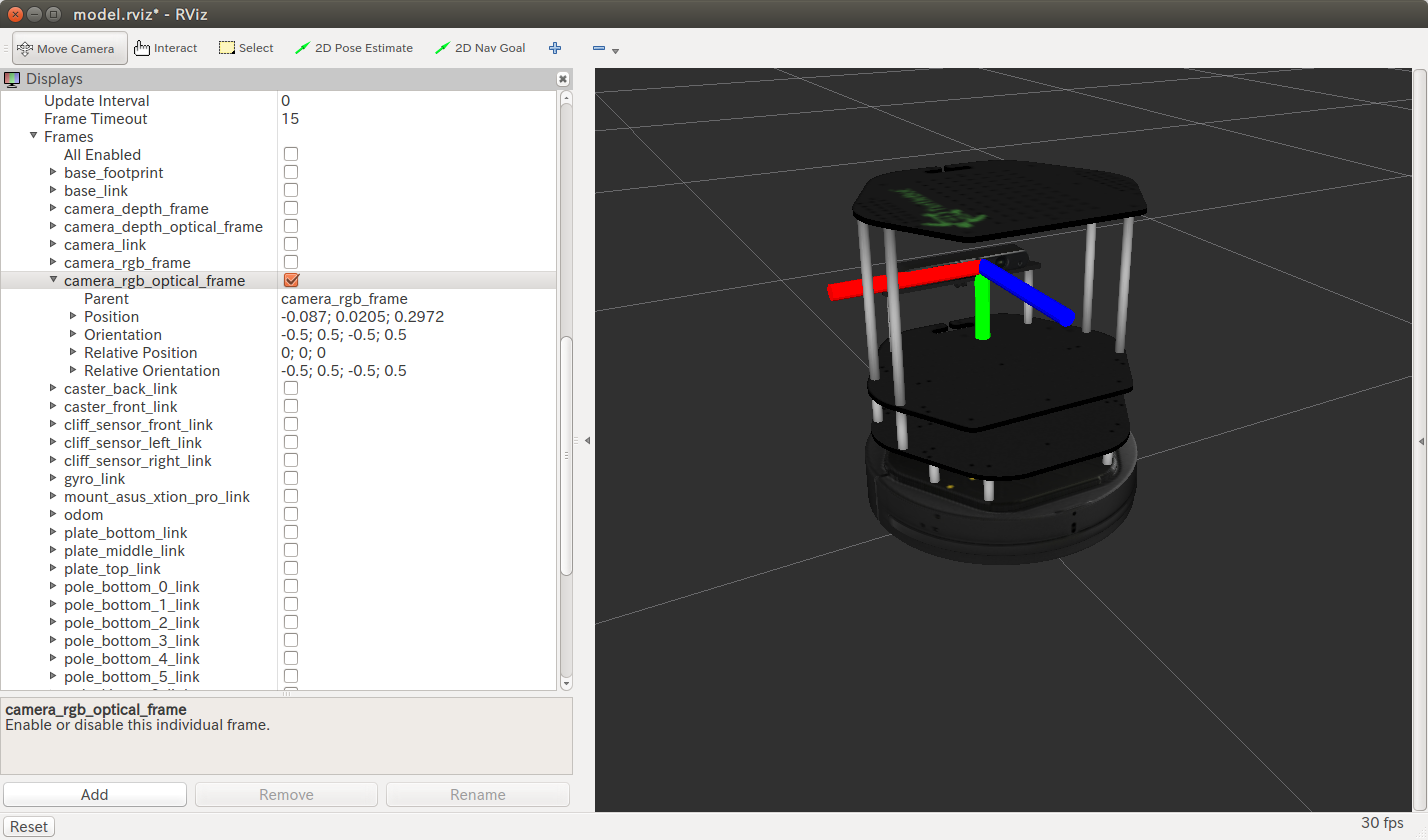 model.rviz* - RViz
Move Camera Interact Select 2D Pose Estimate 2D Nav Goal
Displays
Update Interval 0
Frame Timeout 15
Frames
All Enabled
base_footprint
base_link
camera_depth_frame
camera_depth_optical_frame
camera_link
camera_rgb_frame
camera_rgb_optical_frame
Parent camera_rgb_frame
Position -0.087; 0.0205; 0.2972
Orientation -0.5; 0.5; -0.5; 0.5
Relative Position 0; 0; 0
Relative Orientation -0.5; 0.5; -0.5; 0.5
caster_back_link
caster_front_link
cliff_sensor_front_link
cliff_sensor_left_link
cliff_sensor_right_link
gyro_link
mount_asus_xtion_pro_link
odom
plate_bottom_link
plate_middle_link
plate_top_link
pole_bottom_0_link
pole_bottom_1_link
pole_bottom_2_link
pole_bottom_3_link
pole_bottom_4_link
pole_bottom_5_link
camera_rgb_optical_frame
Enable or disable this individual frame.
Add Remove Rename
Reset 30 fps